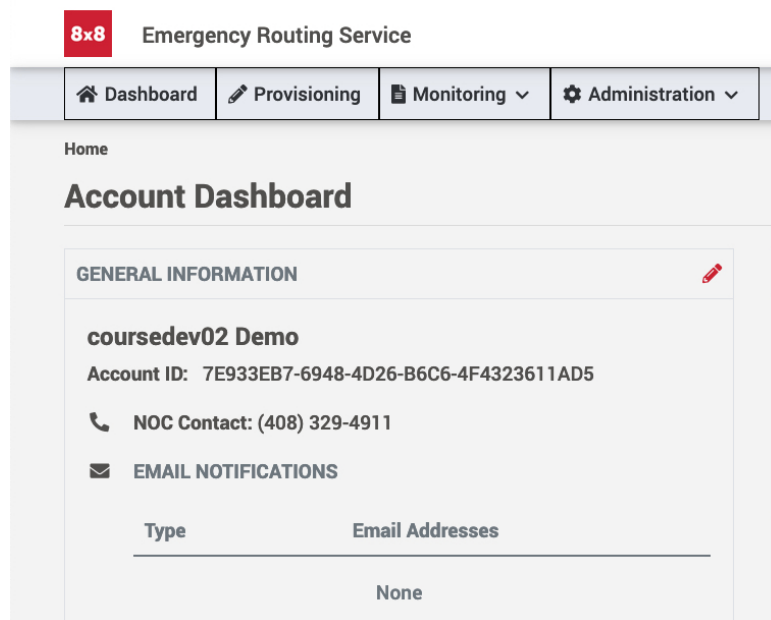 8x8 Emergency Routing Service
Dashboard Provisioning Monitoring Administration
Home
Account Dashboard
GENERAL INFORMATION
coursedev02 Demo
Account ID: 7E933EB7-6948-4D26-B6C6-4F4323611AD5
NOC Contact: (408) 329-4911
EMAIL NOTIFICATIONS
Type Email Addresses
None